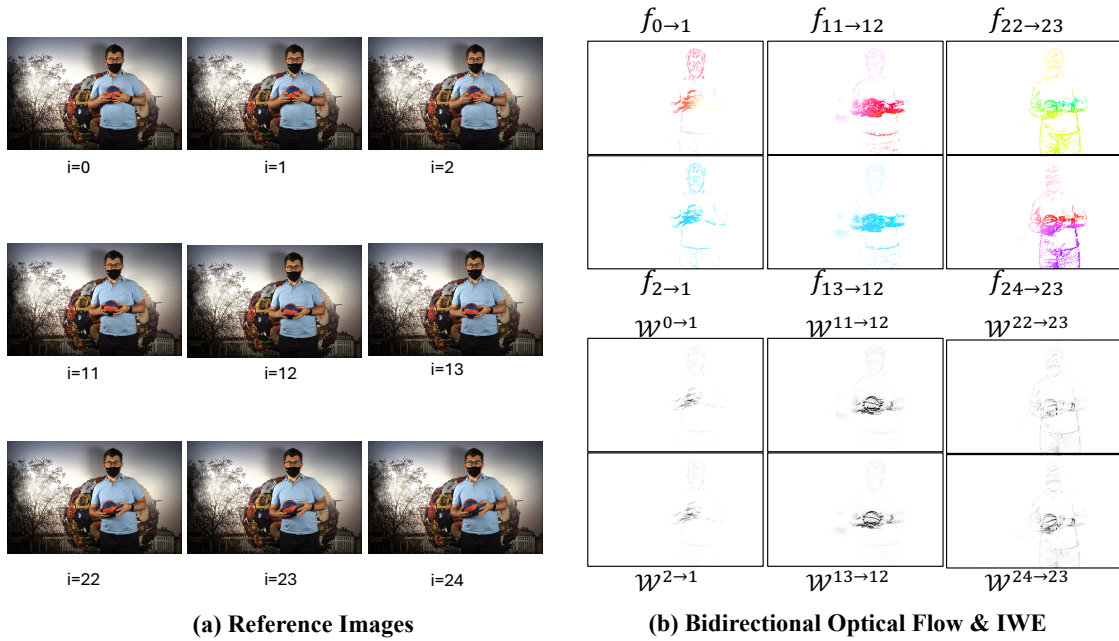 i=0 i=1 i=2
i=11 i=12 i=13
i=22 i=23 i=24
(a) Reference Images
f₀→₁ f₁₁→₁₂ f₂₂→₂₃
f₂→₁ f₁₃→₁₂ f₂₄→₂₃
𝒲⁰→¹ 𝒲¹¹→¹² 𝒲²²→²³
𝒲²→¹ 𝒲¹³→¹² 𝒲²⁴→²³
(b) Bidirectional Optical Flow & IWE